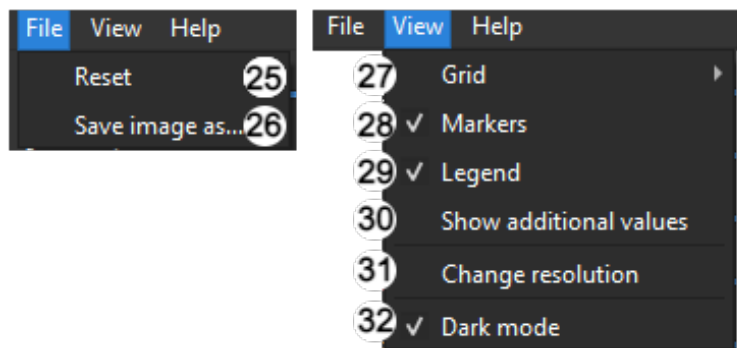 File View Help
Reset 25
Save image as... 26
File View Help
27 Grid
28 ✓ Markers
29 ✓ Legend
30 Show additional values
31 Change resolution
32 ✓ Dark mode